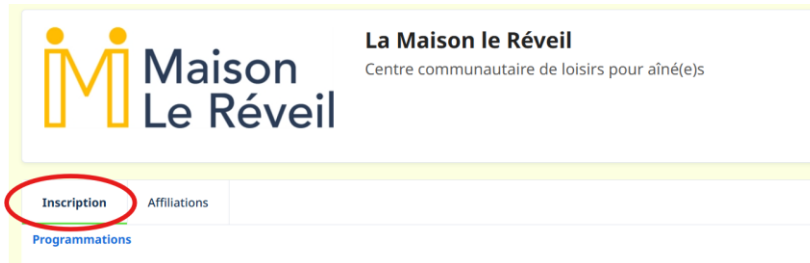 Maison
Le Réveil
La Maison le Réveil
Centre communautaire de loisirs pour aîné(e)s
Inscription
Affiliations
Programmations